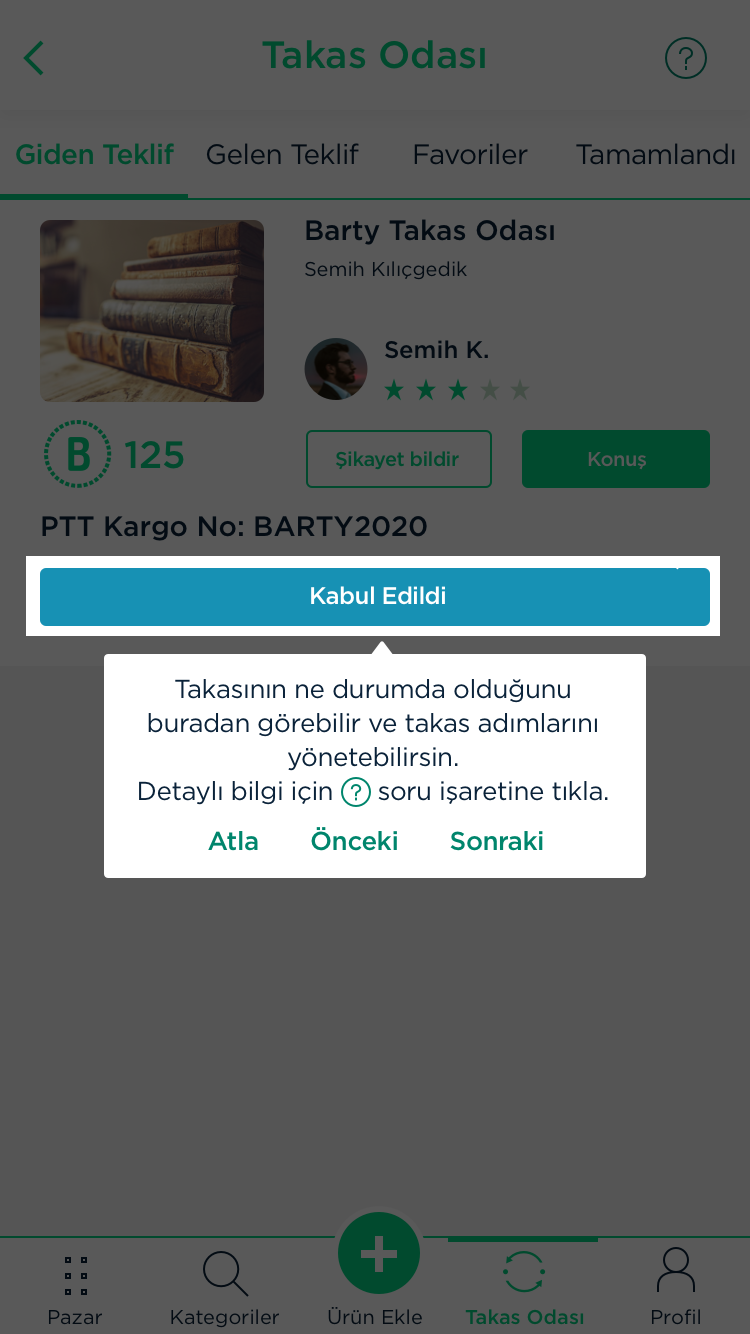 Takas Odası
?
Giden Teklif Gelen Teklif Favoriler Tamamlandı
Barty Takas Odası
Semih Kılıçgedik
Semih K.
B 125
Şikayet bildir
Konuş
PTT Kargo No: BARTY2020
Kabul Edildi
Takasının ne durumda olduğunu
buradan görebilir ve takas adımlarını
yönetebilirsin.
Detaylı bilgi için ? soru işaretine tıkla.
Atla Önceki Sonraki
Pazar Kategoriler Ürün Ekle Takas Odası Profil